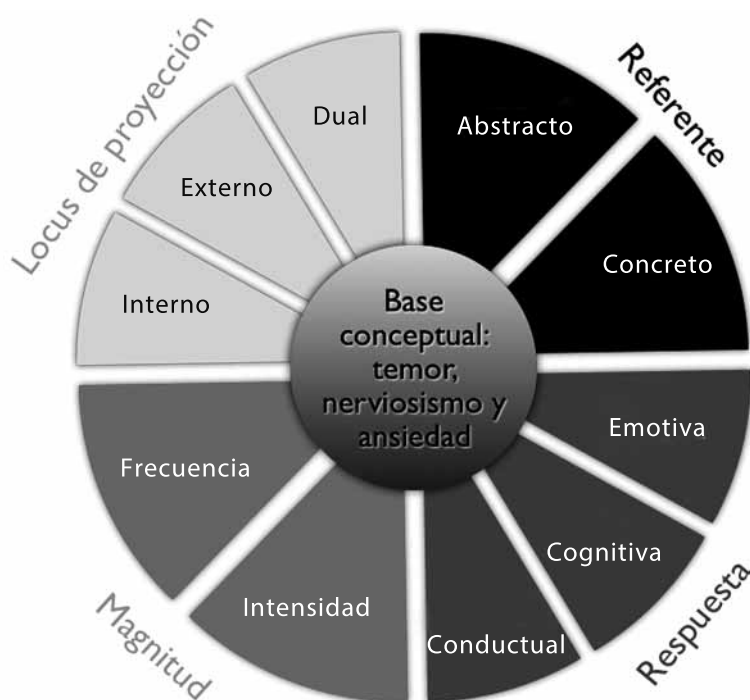 Locus de proyección
Dual
Externo
Interno
Referente
Abstracto
Concreto
Base
conceptual:
temor,
nerviosismo y
ansiedad
Emotiva
Cognitiva
Conductual
Respuesta
Frecuencia
Intensidad
Magnitud